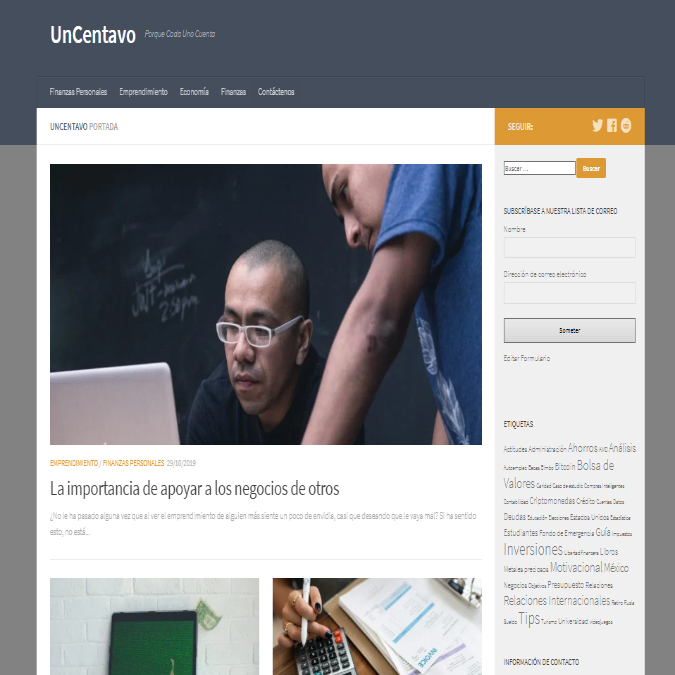 UnCentavo Porque Cada Uno Cuenta
Finanzas Personales Emprendimiento Economía Finanzas Contáctenos
UNCENTAVO PORTADA
SEGUIR:
Buscar … Buscar
SUBSCRÍBASE A NUESTRA LISTA DE CORREO
Nombre
Dirección de correo electrónico
Someter
Editar Formulario
EMPRENDIMIENTO / FINANZAS PERSONALES 29/10/2019
La importancia de apoyar a los negocios de otros
¿No le ha pasado alguna vez que al ver el emprendimiento de alguien más siente un poco de envidia, casi que deseando que le vaya mal? Si ha sentido
esto, no está...
ETIQUETAS
Actitudes Administración Ahorros AVD Análisis
Autoempleo Becas Bimbo Bitcoin Bolsa de
Valores Caridad Caso de estudio Compras Inteligentes
Contabilidad Criptomonedas Crédito Cuentas Datos
Deudas Educación Elecciones Estados Unidos Estadística
Estudiantes Fondo de Emergencia Guía Impuestos
Inversiones Libertad Financiera Libros
Metales preciosos Motivacional México
Negocios Objetivos Presupuesto Relaciones
Relaciones Internacionales Retiro Rusia
Sueldo Tips Turismo Universidad videojuegos
INFORMACIÓN DE CONTACTO
INVOICE